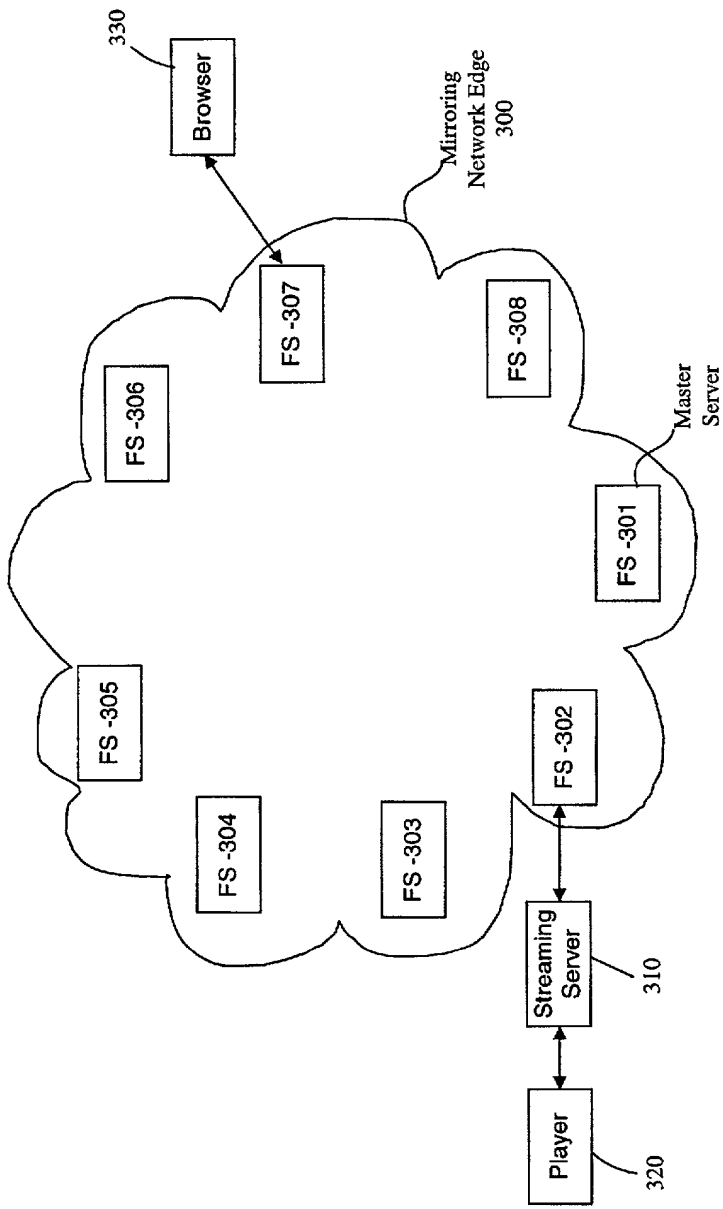 330
Browser
Mirroring
Network Edge
300
FS -306
FS -307
FS -308
FS -305
FS -301
Master
Server
FS -304
FS -303
FS -302
Streaming
Server
310
Player
320